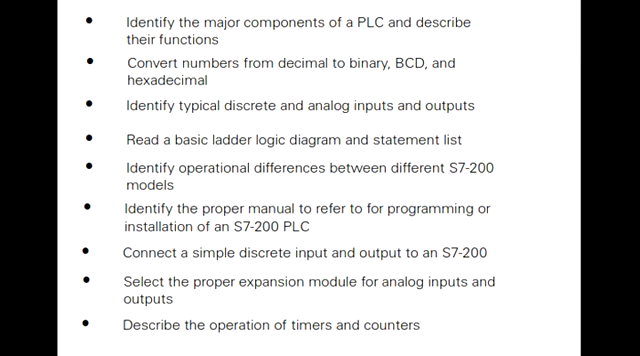 • Identify the major components of a PLC and describe
their functions
• Convert numbers from decimal to binary, BCD, and
hexadecimal
• Identify typical discrete and analog inputs and outputs
• Read a basic ladder logic diagram and statement list
• Identify operational differences between different S7-200
models
• Identify the proper manual to refer to for programming or
installation of an S7-200 PLC
• Connect a simple discrete input and output to an S7-200
• Select the proper expansion module for analog inputs and
outputs
• Describe the operation of timers and counters